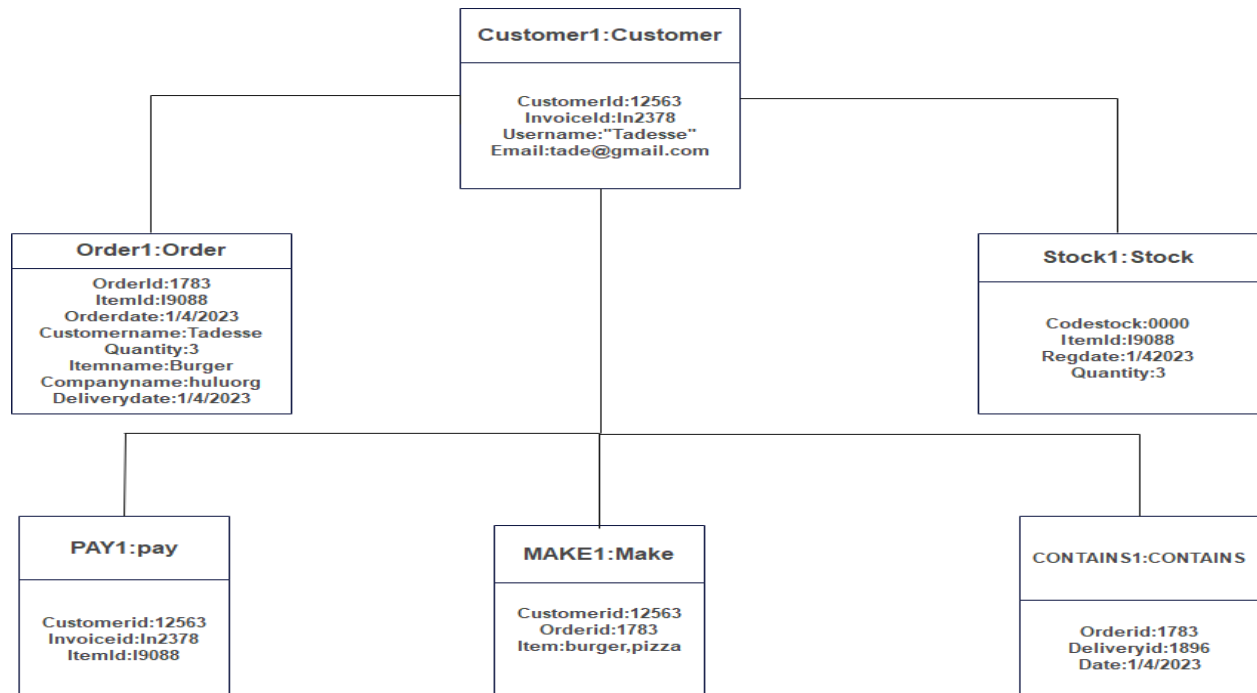 Customer1:Customer
CustomerId:12563
InvoiceId:In2378
Username:"Tadesse"
Email:tade@gmail.com
Order1:Order
OrderId:1783
ItemId:I9088
Orderdate:1/4/2023
Customername:Tadesse
Quantity:3
Itemname:Burger
Companyname:huluorg
Deliverydate:1/4/2023
Stock1:Stock
Codestock:0000
ItemId:I9088
Regdate:1/42023
Quantity:3
PAY1:pay
Customerid:12563
Invoiceid:In2378
ItemId:I9088
MAKE1:Make
Customerid:12563
Orderid:1783
Item:burger,pizza
CONTAINS1:CONTAINS
Orderid:1783
Deliveryid:1896
Date:1/4/2023